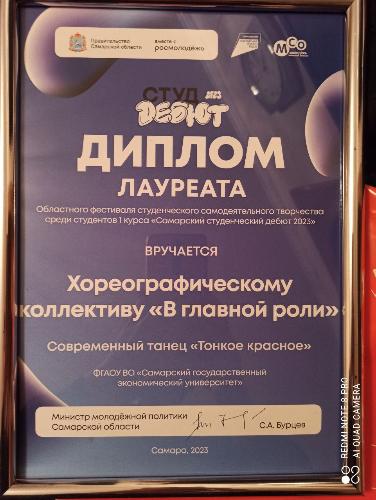 Правительство
Самарской области
вместе с
росмолодёжь
СТУД
2023
ДЕБЮТ
ДИПЛОМ
ЛАУРЕАТА
Областного фестиваля студенческого самодеятельного творчества
среди студентов 1 курса «Самарский студенческий дебют 2023»
ВРУЧАЕТСЯ
Хореографическому
коллективу «В главной роли»
Современный танец «Тонкое красное»
ФГАОУ ВО «Самарский государственный
экономический университет»
Министр молодёжной политики
Самарской области
С.А. Бурцев
Самара, 2023
REDMI NOTE 8 PRO
AI QUAD CAMERA